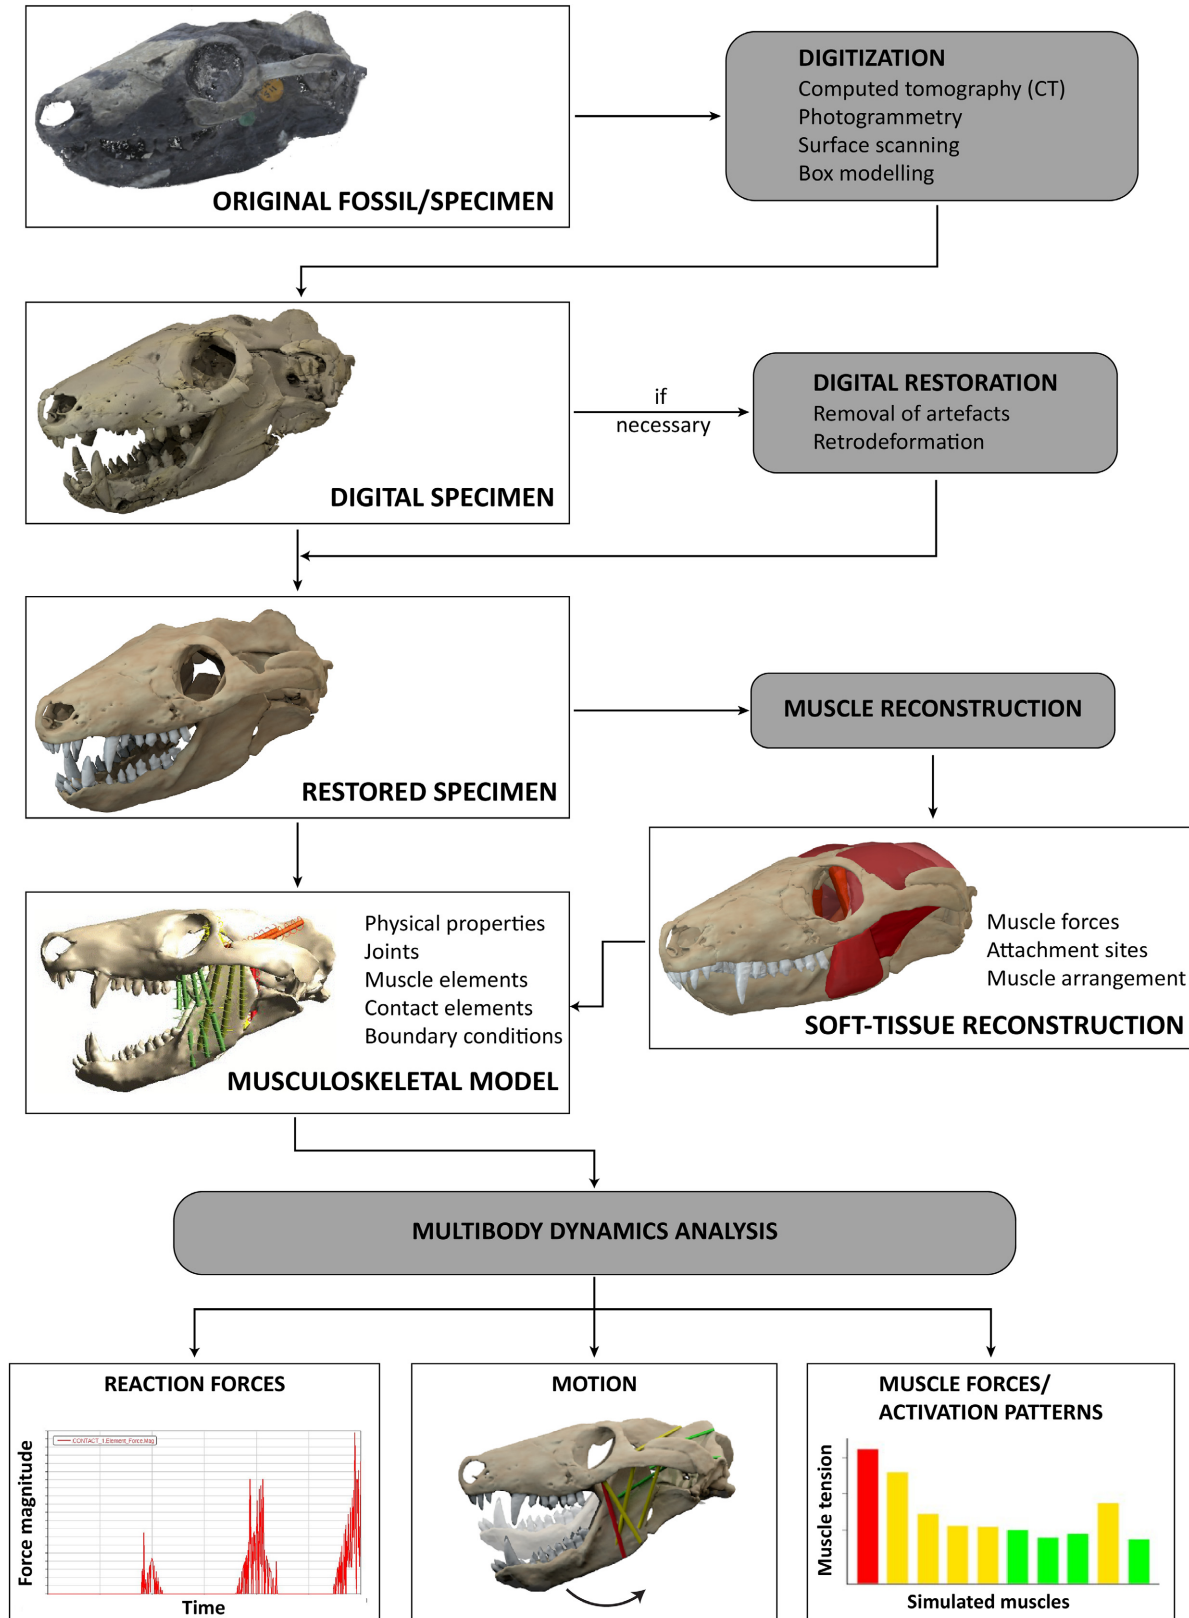 ORIGINAL FOSSIL/SPECIMEN
DIGITIZATION
Computed tomography (CT)
Photogrammetry
Surface scanning
Box modelling
DIGITAL SPECIMEN
if
necessary
DIGITAL RESTORATION
Removal of artefacts
Retrodeformation
RESTORED SPECIMEN
MUSCLE RECONSTRUCTION
Muscle forces
Attachment sites
Muscle arrangement
SOFT-TISSUE RECONSTRUCTION
Physical properties
Joints
Muscle elements
Contact elements
Boundary conditions
MUSCULOSKELETAL MODEL
MULTIBODY DYNAMICS ANALYSIS
REACTION FORCES
CONTACT_1.Element_Force.Mag
Force magnitude
Time
MOTION
MUSCLE FORCES/
ACTIVATION PATTERNS
Muscle tension
Simulated muscles